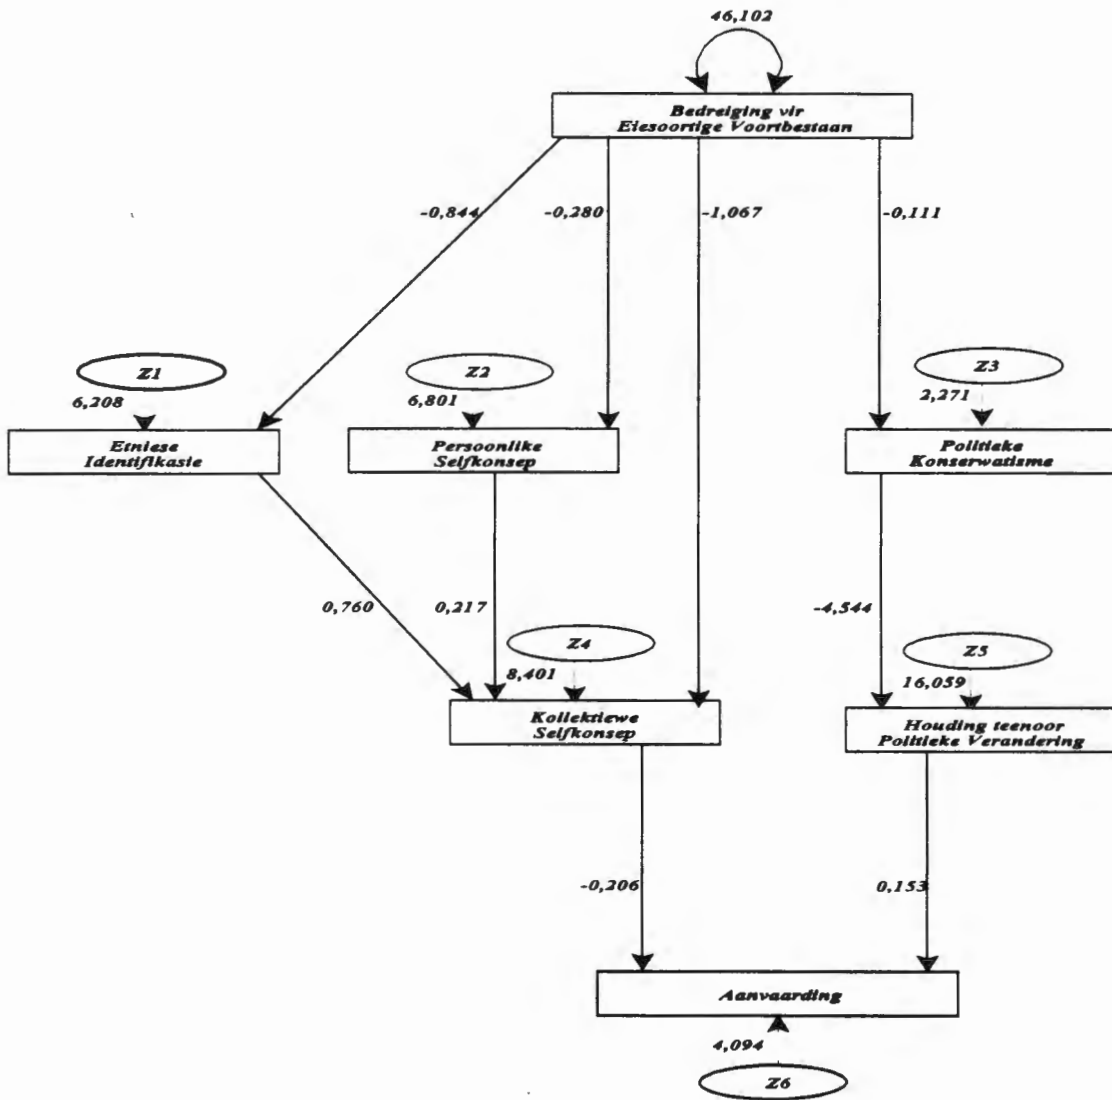 46,102
Bedreiging vir
Eiesoortige Voortbestaan
-0,844
-0,280
-1,067
-0,111
Z1
Z2
Z3
6,208
6,801
2,271
Etniese
Identifikasie
Persoonlike
Selfkonsep
Politieke
Konserwatisme
0,760
0,217
-4,544
Z4
Z5
8,401
16,059
Kollektiewe
Selfkonsep
Houding teenoor
Politieke Verandering
-0,206
0,153
Aanvaarding
4,094
Z6